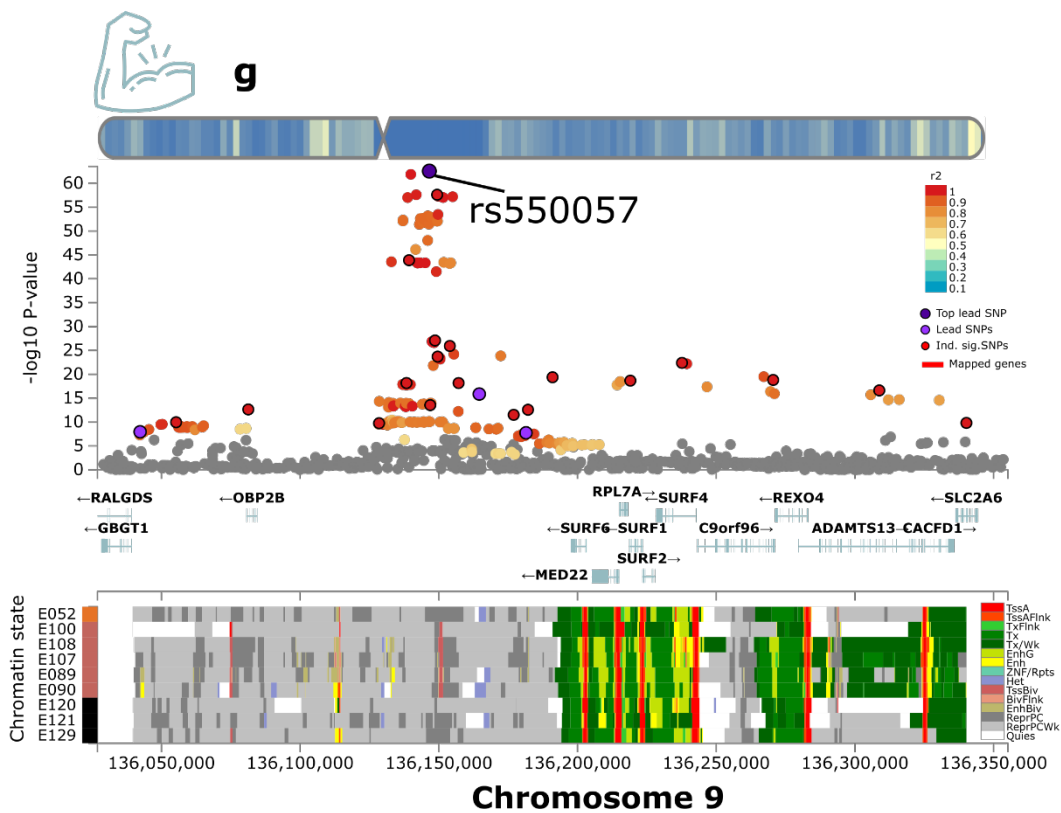 g
60
55
50
45
40
35
30
25
20
15
10
5
0
-log10 P-value
rs550057
r2
1
0.9
0.8
0.7
0.6
0.5
0.4
0.3
0.2
0.1
Top lead SNP
Lead SNPs
Ind. sig.SNPs
Mapped genes
←RALGDS ←OBP2B RPL7A→ ←SURF4 ←REXO4 ←SLC2A6
←GBGT1 ←SURF6 ←SURF1 C9orf96→ ADAMTS13→ CACFD1→
←MED22 SURF2→
Chromatin state
E052
E100
E108
E107
E089
E090
E120
E121
E129
TssA
TssAFlnk
TxFlnk
Tx
Tx/Wk
EnhG
Enh
ZNF/Rpts
Het
TssBiv
BivFlnk
EnhBiv
ReprPC
ReprPCWk
Quies
136,050,000 136,100,000 136,150,000 136,200,000 136,250,000 136,300,000 136,350,000
Chromosome 9